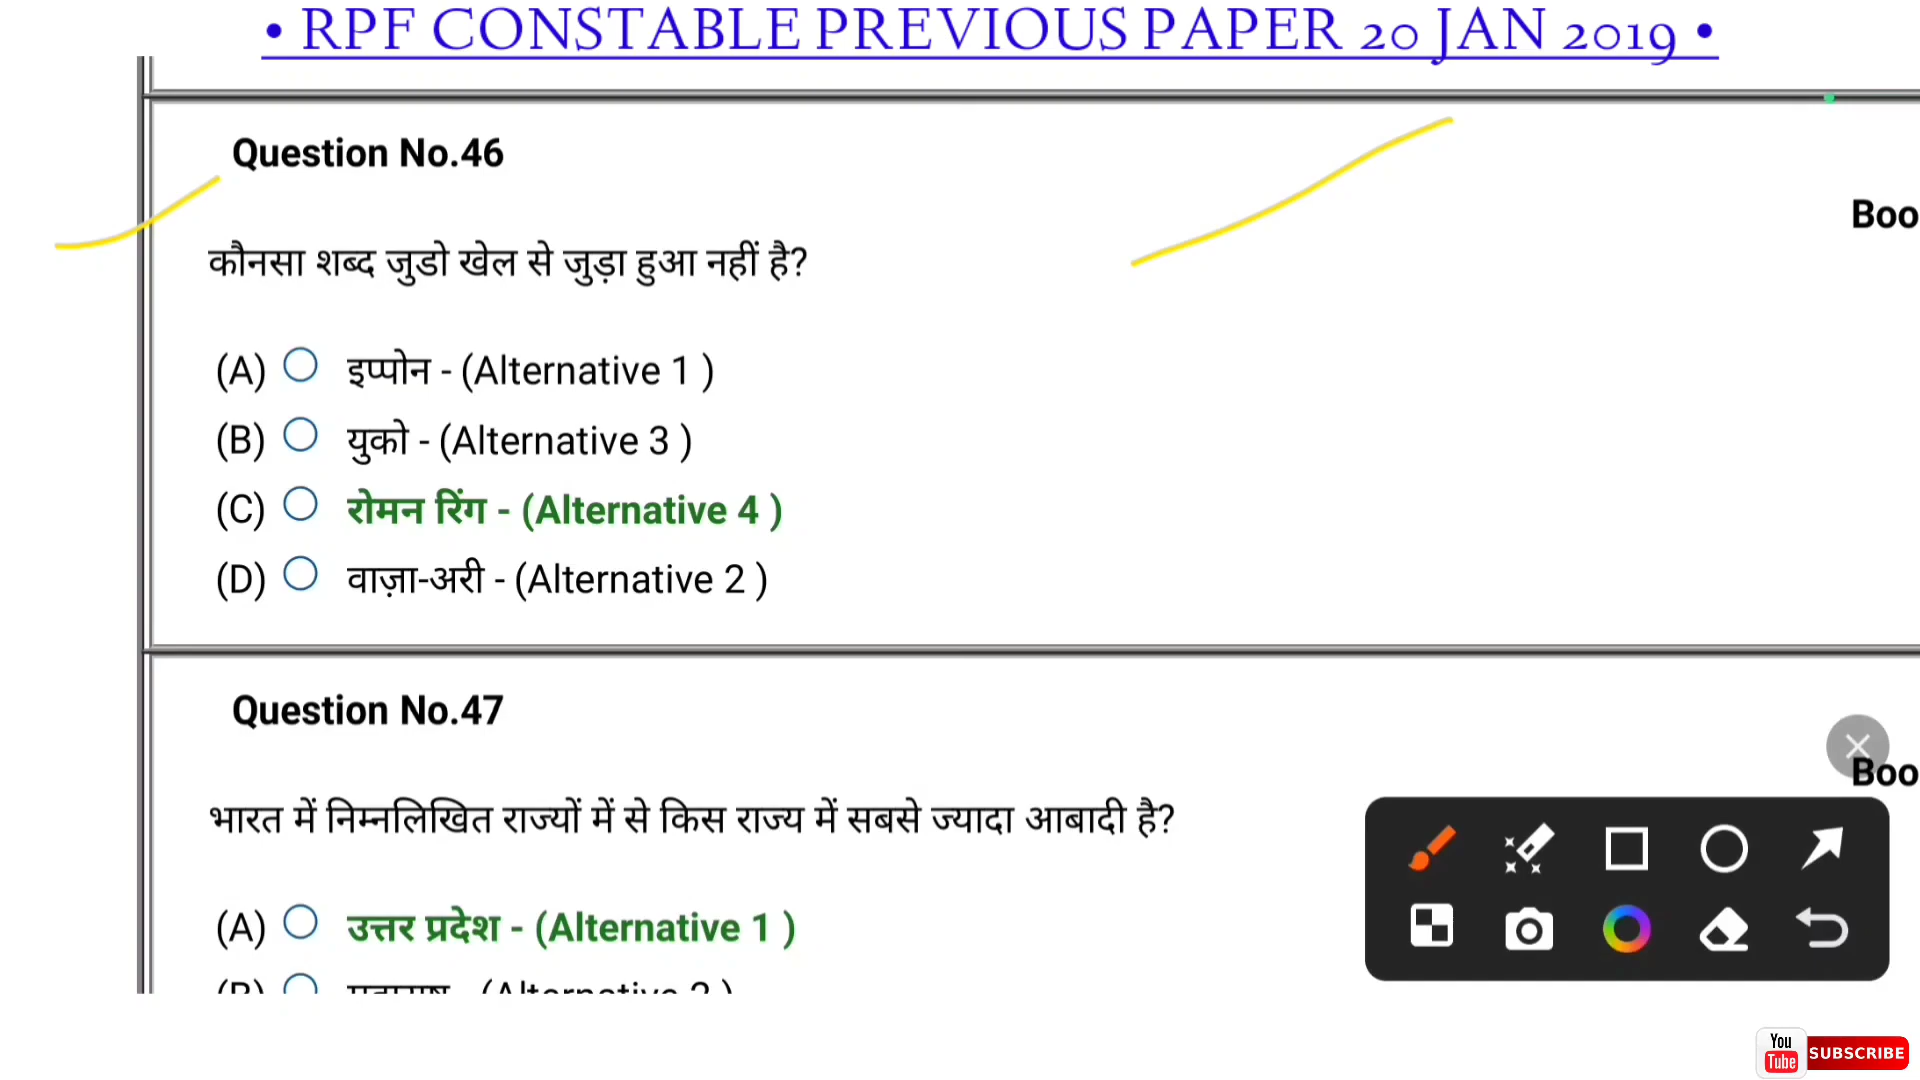 • RPF CONSTABLE PREVIOUS PAPER 20 JAN 2019 •
Question No.46
Boo
कौनसा शब्द जुडो खेल से जुड़ा हुआ नहीं है?
(A) इप्पोन - (Alternative 1 )
(B) युको - (Alternative 3 )
(C) रोमन रिंग - (Alternative 4 )
(D) वाज़ा-अरी - (Alternative 2 )
Question No.47
Boo
भारत में निम्नलिखित राज्यों में से किस राज्य में सबसे ज्यादा आबादी है?
(A) उत्तर प्रदेश - (Alternative 1 )
You
Tube SUBSCRIBE